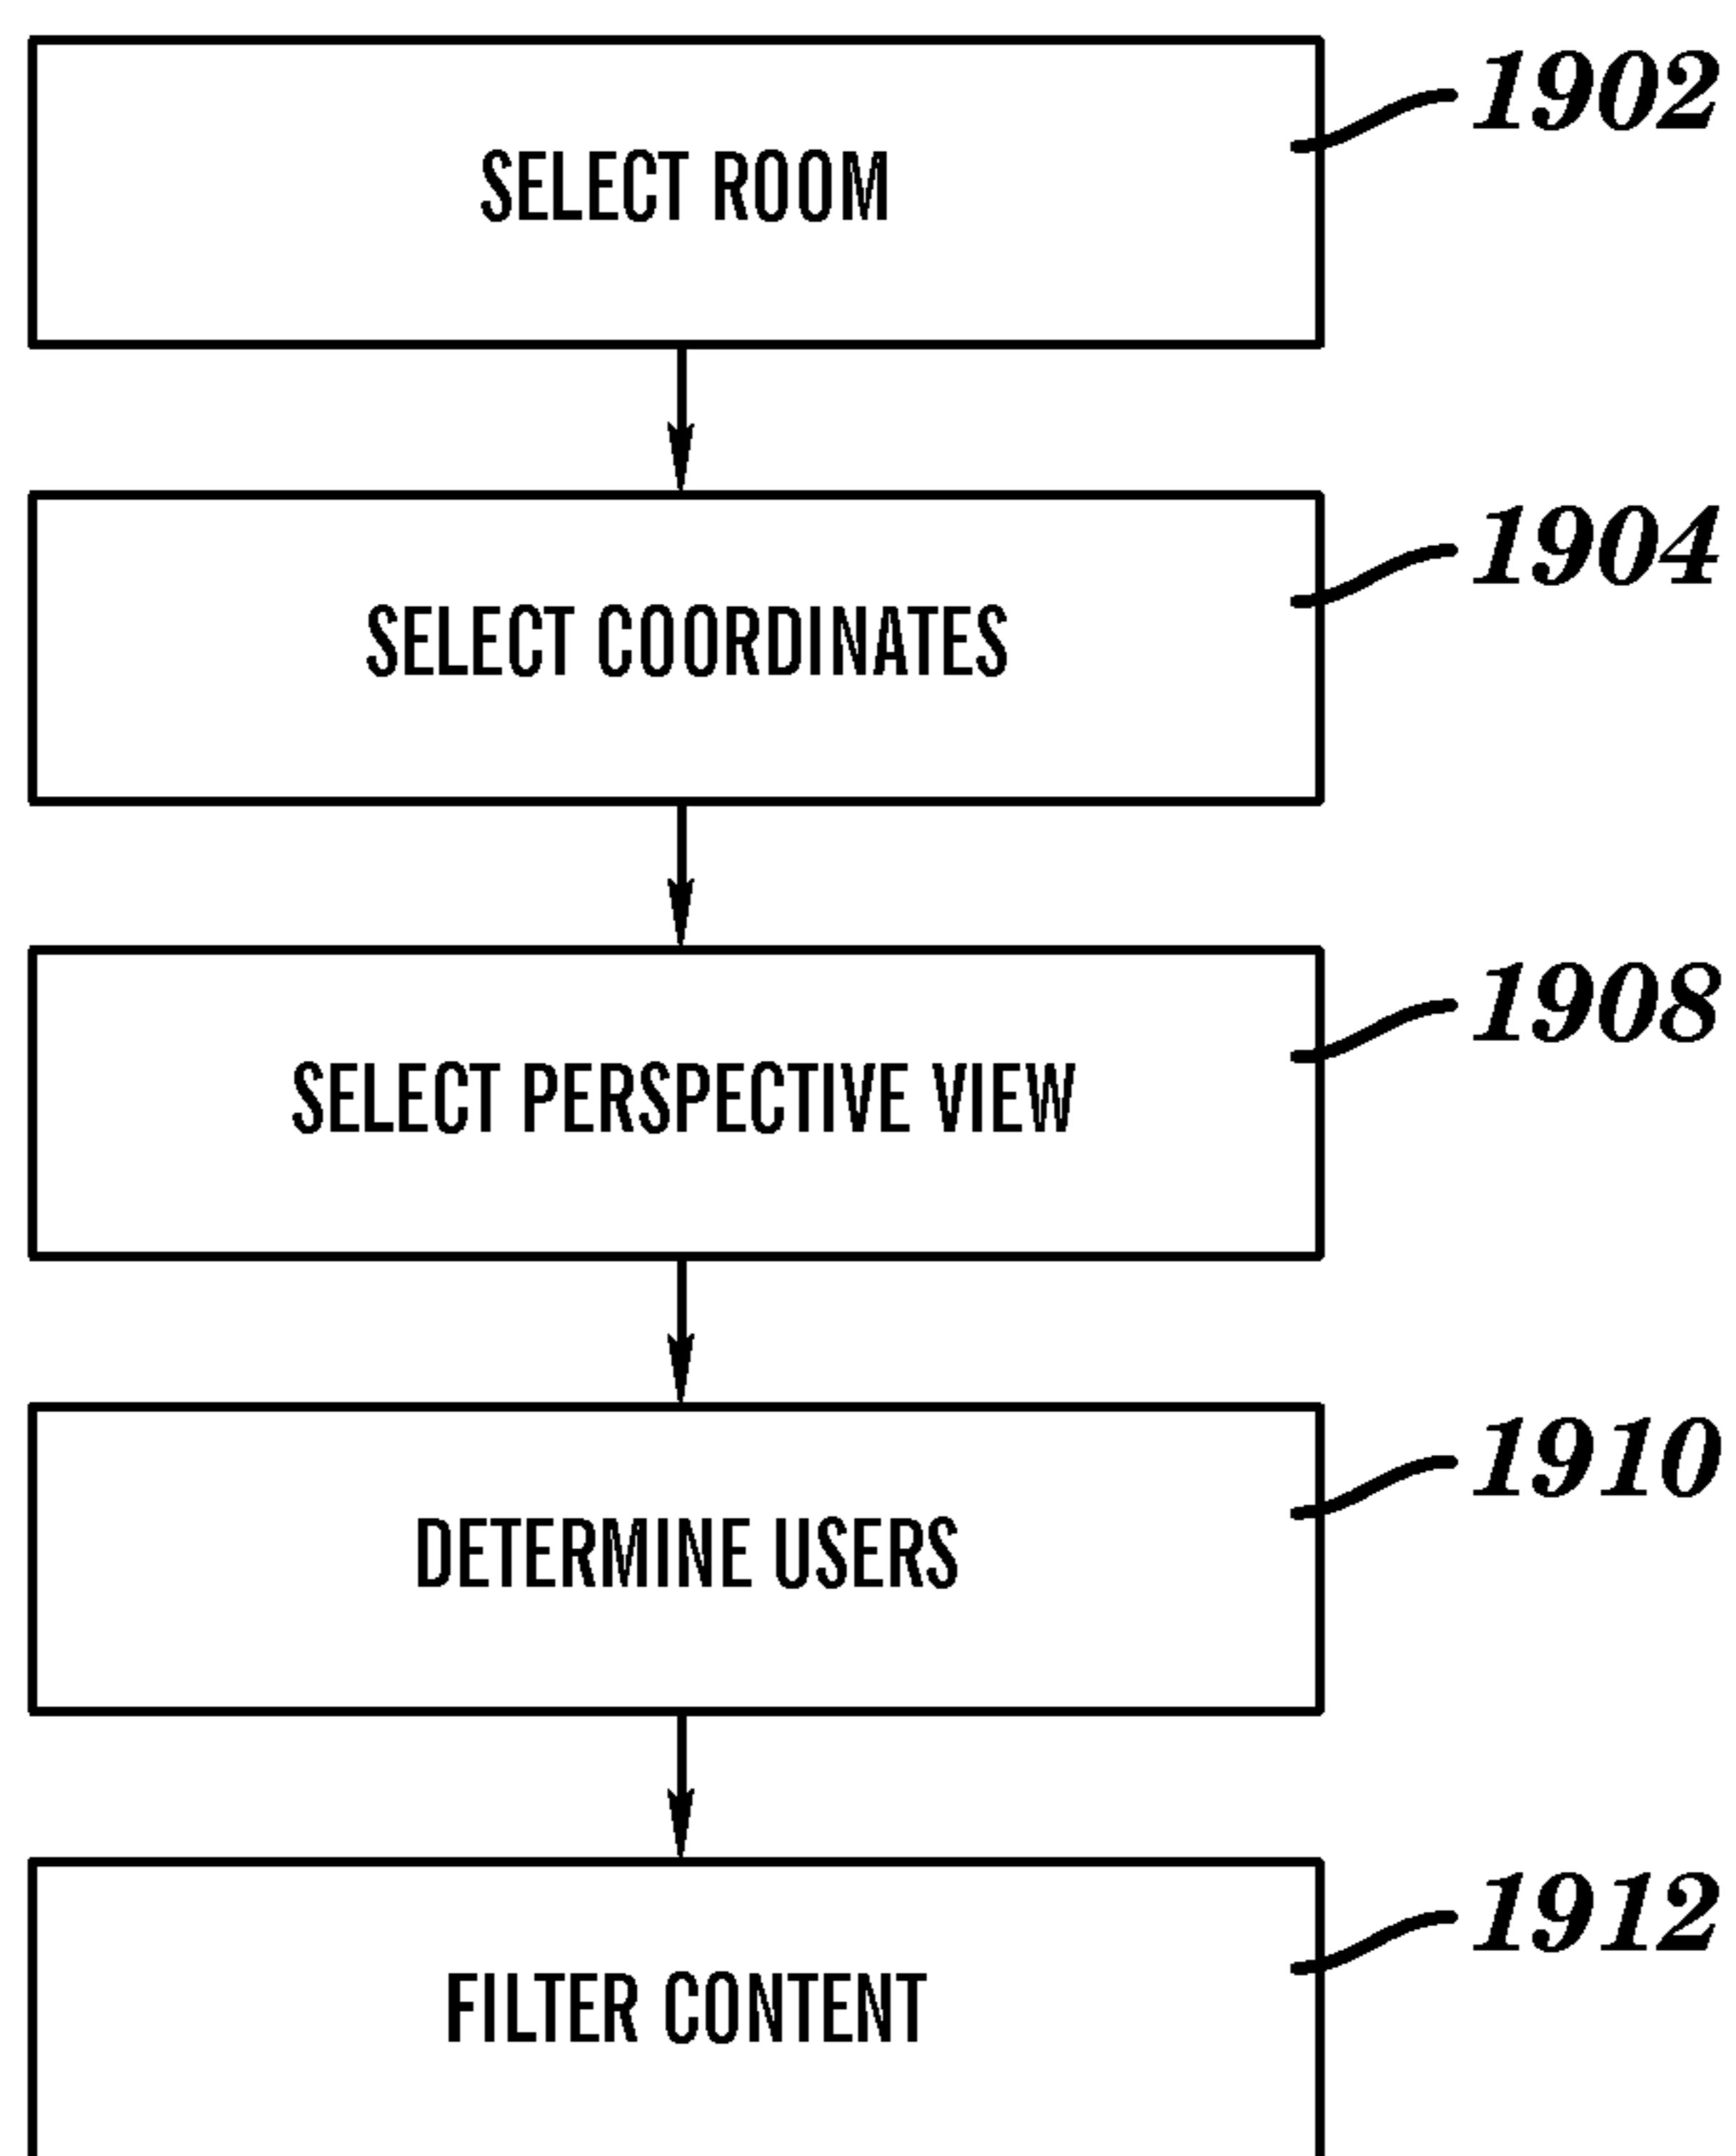 SELECT ROOM
1902
SELECT COORDINATES
1904
SELECT PERSPECTIVE VIEW
1908
DETERMINE USERS
1910
FILTER CONTENT
1912